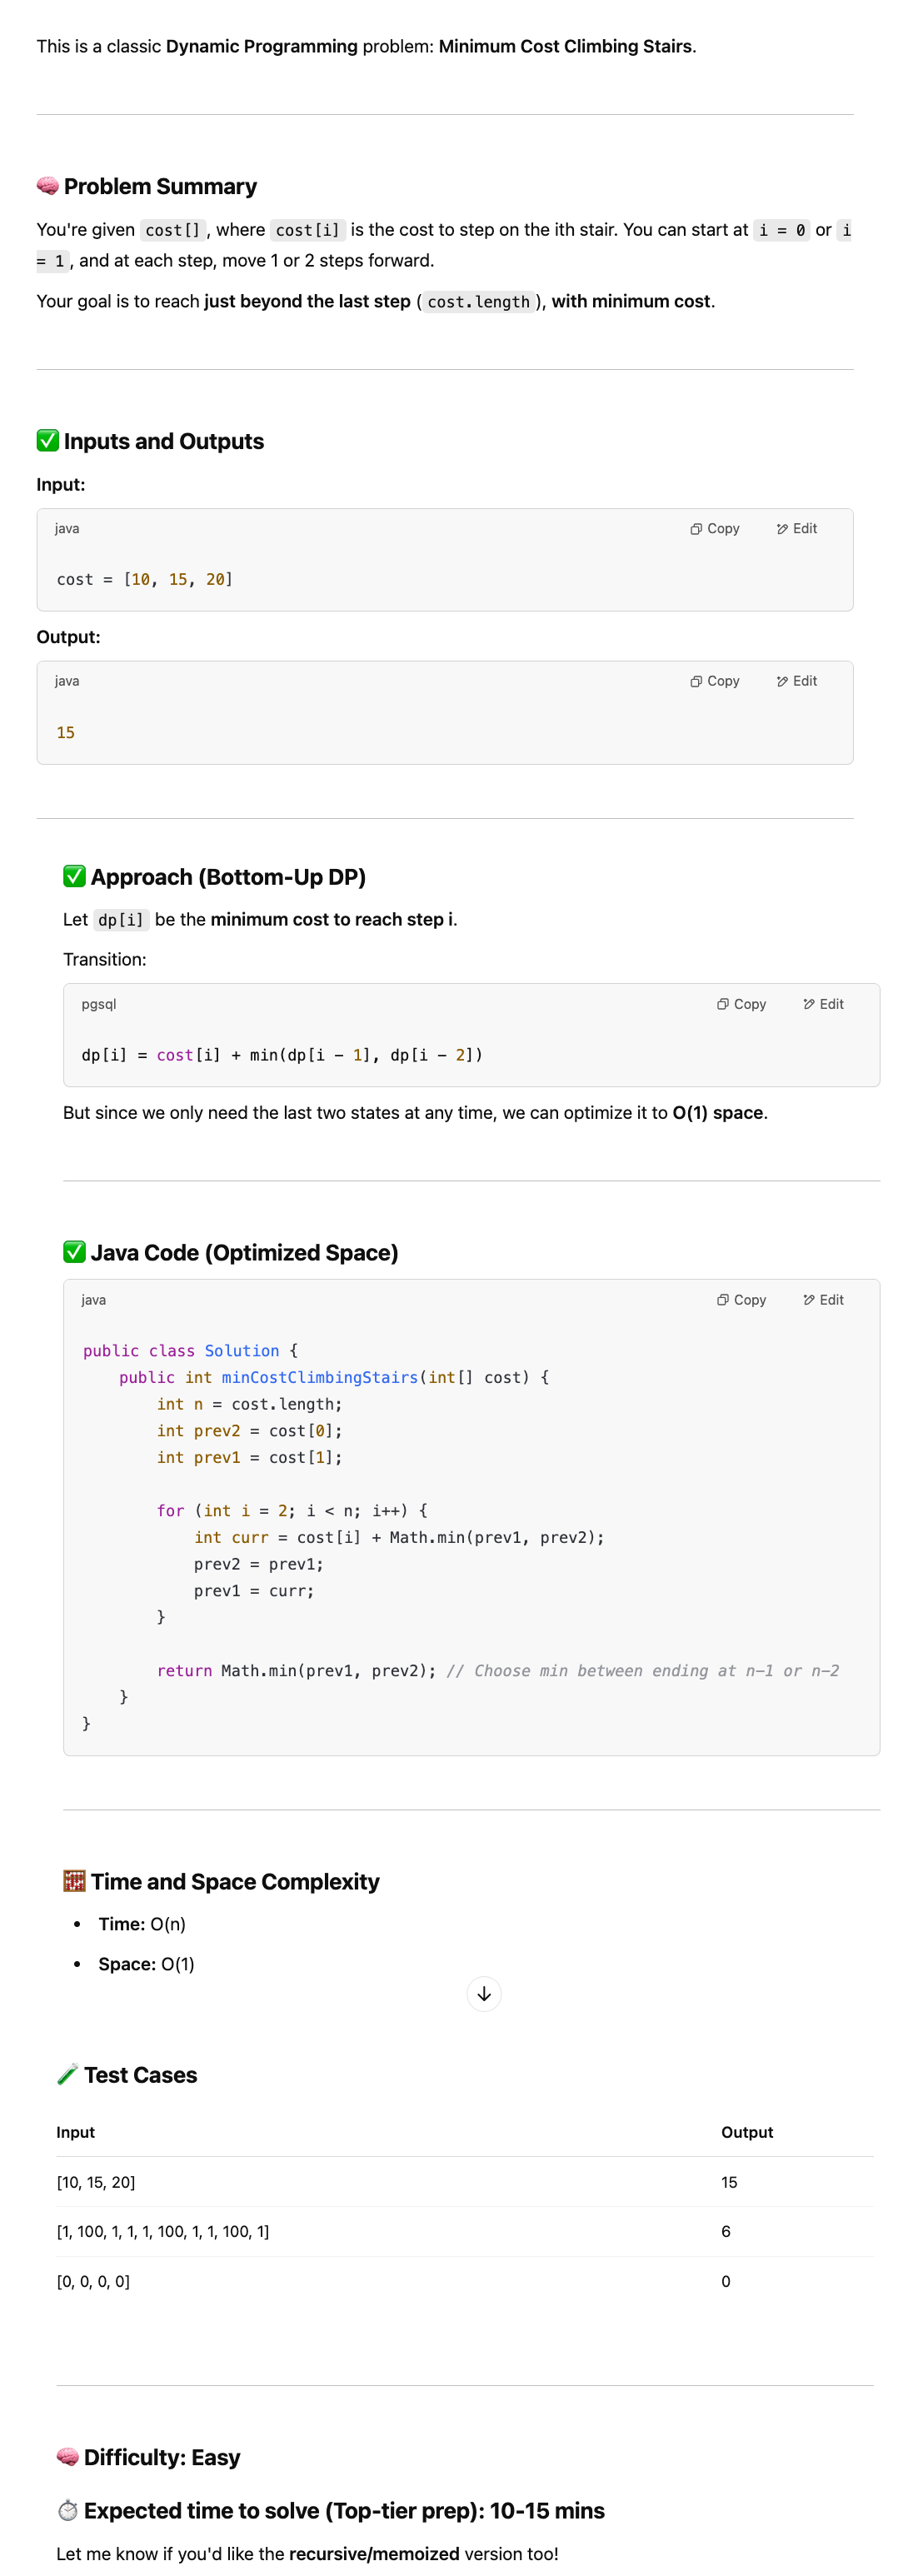 This is a classic Dynamic Programming problem: Minimum Cost Climbing Stairs.
🧠 Problem Summary
You're given cost[], where cost[i] is the cost to step on the ith stair. You can start at i = 0 or i
= 1, and at each step, move 1 or 2 steps forward.
Your goal is to reach just beyond the last step (cost.length), with minimum cost.
✅ Inputs and Outputs
Input:
java Copy Edit
cost = [10, 15, 20]
Output:
java Copy Edit
15
✅ Approach (Bottom-Up DP)
Let dp[i] be the minimum cost to reach step i.
Transition:
pgsql Copy Edit
dp[i] = cost[i] + min(dp[i - 1], dp[i - 2])
But since we only need the last two states at any time, we can optimize it to O(1) space.
✅ Java Code (Optimized Space)
java Copy Edit
public class Solution {
    public int minCostClimbingStairs(int[] cost) {
        int n = cost.length;
        int prev2 = cost[0];
        int prev1 = cost[1];
        for (int i = 2; i < n; i++) {
            int curr = cost[i] + Math.min(prev1, prev2);
            prev2 = prev1;
            prev1 = curr;
        }
        return Math.min(prev1, prev2); // Choose min between ending at n-1 or n-2
    }
}
🧮 Time and Space Complexity
• Time: O(n)
• Space: O(1)
🧪 Test Cases
Input Output
[10, 15, 20] 15
[1, 100, 1, 1, 1, 100, 1, 1, 100, 1] 6
[0, 0, 0, 0] 0
🧠 Difficulty: Easy
⏱️ Expected time to solve (Top-tier prep): 10-15 mins
Let me know if you'd like the recursive/memoized version too!